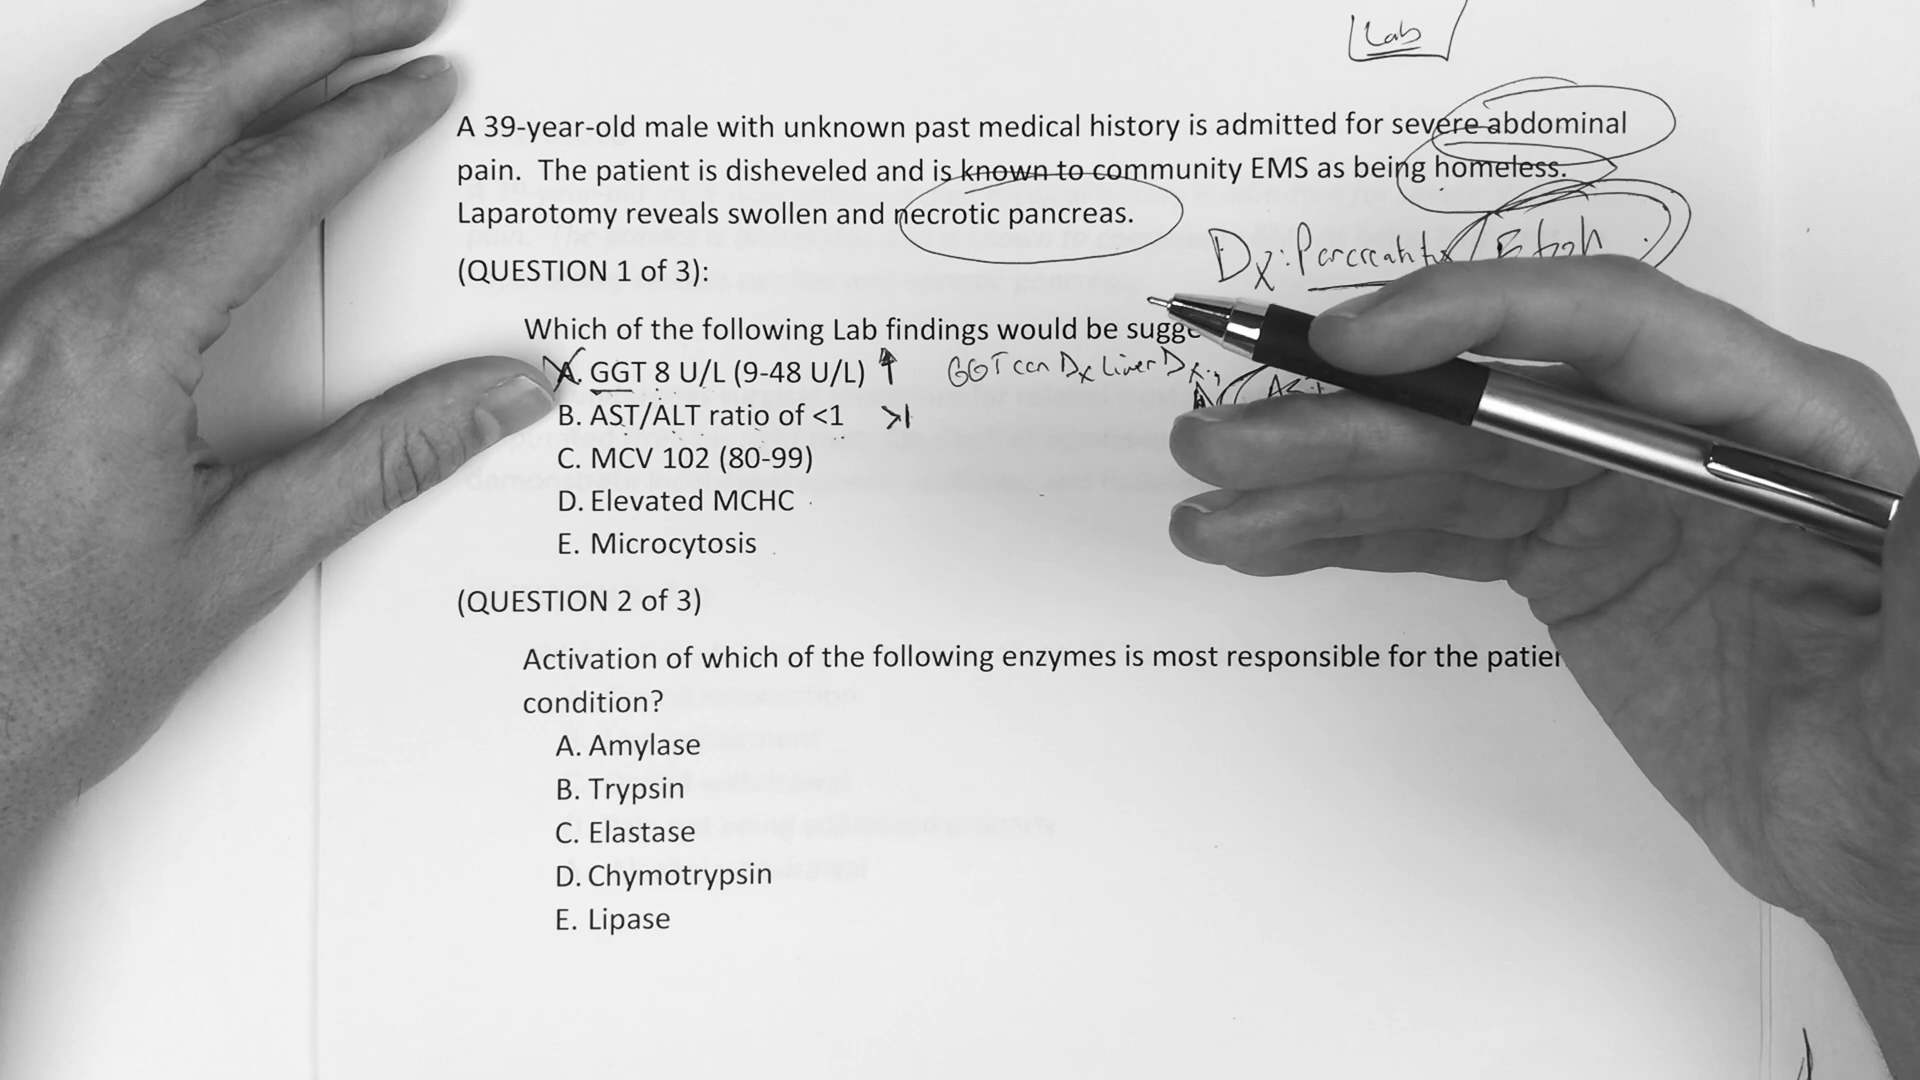 Lab
A 39-year-old male with unknown past medical history is admitted for severe abdominal
pain. The patient is disheveled and is known to community EMS as being homeless.
Laparotomy reveals swollen and necrotic pancreas.
Dx: Pancreatitis / Etoh
(QUESTION 1 of 3):
Which of the following Lab findings would be sugge
A. GGT 8 U/L (9-48 U/L) ↑ GGT can Dx Liver Dx
B. AST/ALT ratio of <1 >1
C. MCV 102 (80-99)
D. Elevated MCHC
E. Microcytosis
(QUESTION 2 of 3)
Activation of which of the following enzymes is most responsible for the patien
condition?
A. Amylase
B. Trypsin
C. Elastase
D. Chymotrypsin
E. Lipase